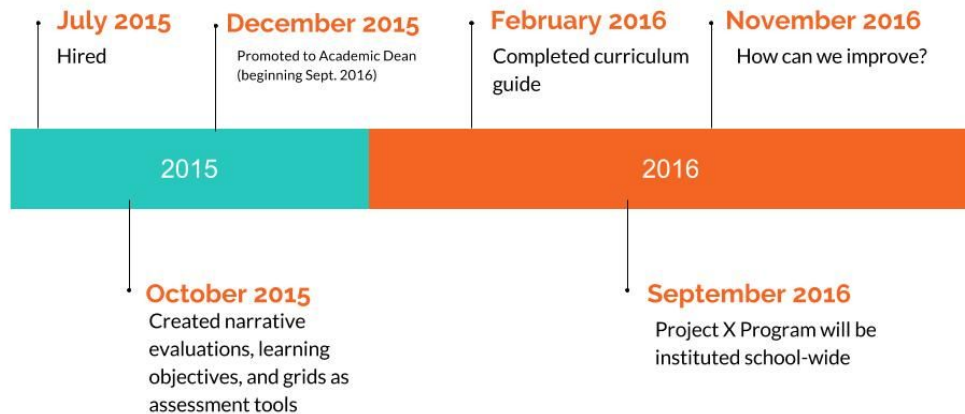 July 2015
Hired
December 2015
Promoted to Academic Dean
(beginning Sept. 2016)
February 2016
Completed curriculum
guide
November 2016
How can we improve?
2015
2016
October 2015
Created narrative
evaluations, learning
objectives, and grids as
assessment tools
September 2016
Project X Program will be
instituted school-wide